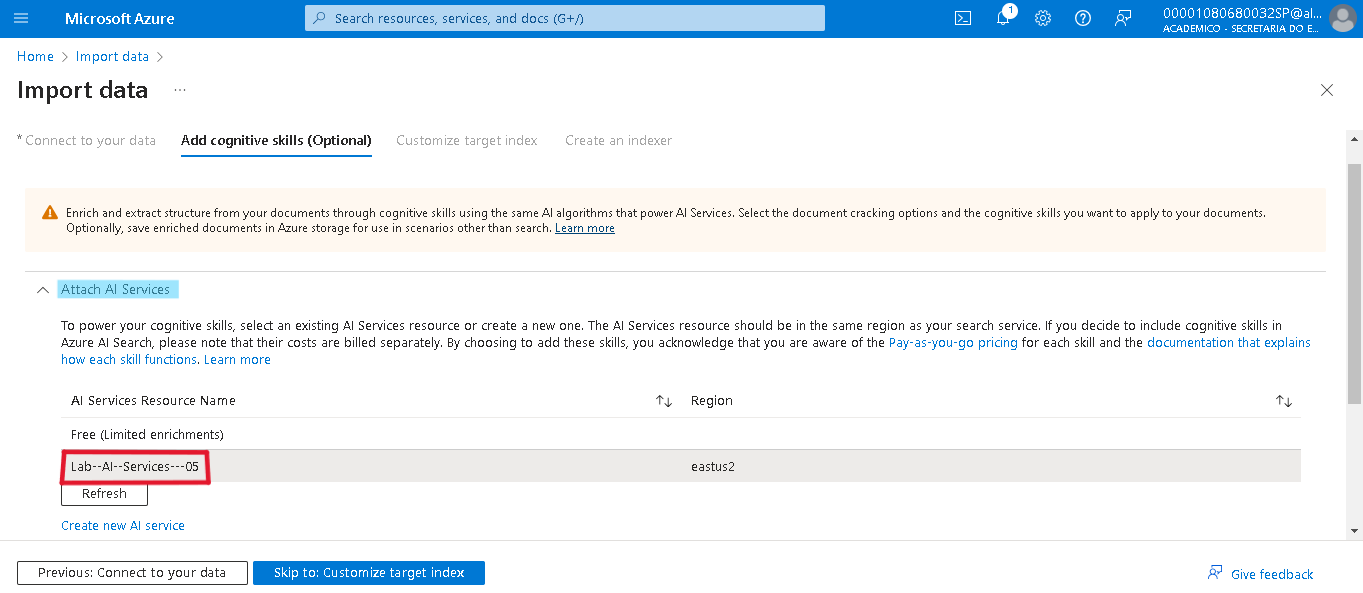 Microsoft Azure
Search resources, services, and docs (G+/)
1
00001080680032SP@al...
ACADEMICO - SECRETARIA DO E...
Home > Import data >
Import data ...
* Connect to your data
Add cognitive skills (Optional)
Customize target index
Create an indexer
Enrich and extract structure from your documents through cognitive skills using the same AI algorithms that power AI Services. Select the document cracking options and the cognitive skills you want to apply to your documents.
Optionally, save enriched documents in Azure storage for use in scenarios other than search. Learn more
Attach AI Services
To power your cognitive skills, select an existing AI Services resource or create a new one. The AI Services resource should be in the same region as your search service. If you decide to include cognitive skills in
Azure AI Search, please note that their costs are billed separately. By choosing to add these skills, you acknowledge that you are aware of the Pay-as-you-go pricing for each skill and the documentation that explains
how each skill functions. Learn more
AI Services Resource Name
Region
Free (Limited enrichments)
Lab--AI--Services---05
eastus2
Refresh
Create new AI service
Previous: Connect to your data
Skip to: Customize target index
Give feedback